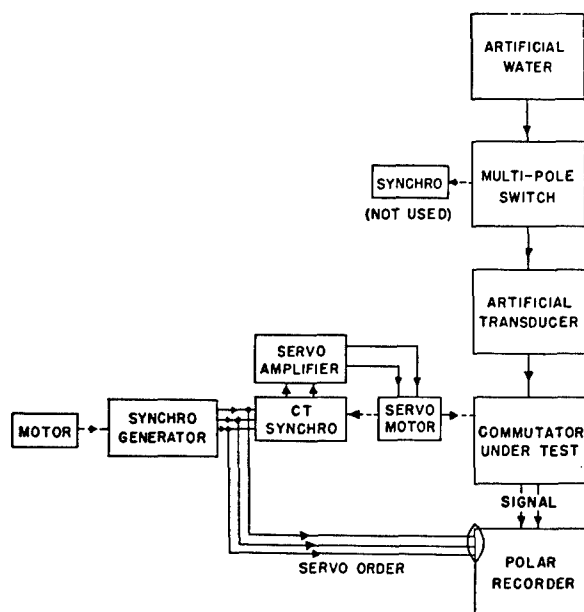 ARTIFICIAL
WATER
MULTI-POLE
SWITCH
SYNCHRO
(NOT USED)
ARTIFICIAL
TRANSDUCER
SERVO
AMPLIFIER
MOTOR
SYNCHRO
GENERATOR
CT
SYNCHRO
SERVO
MOTOR
COMMUTATOR
UNDER TEST
SIGNAL
SERVO ORDER
POLAR
RECORDER